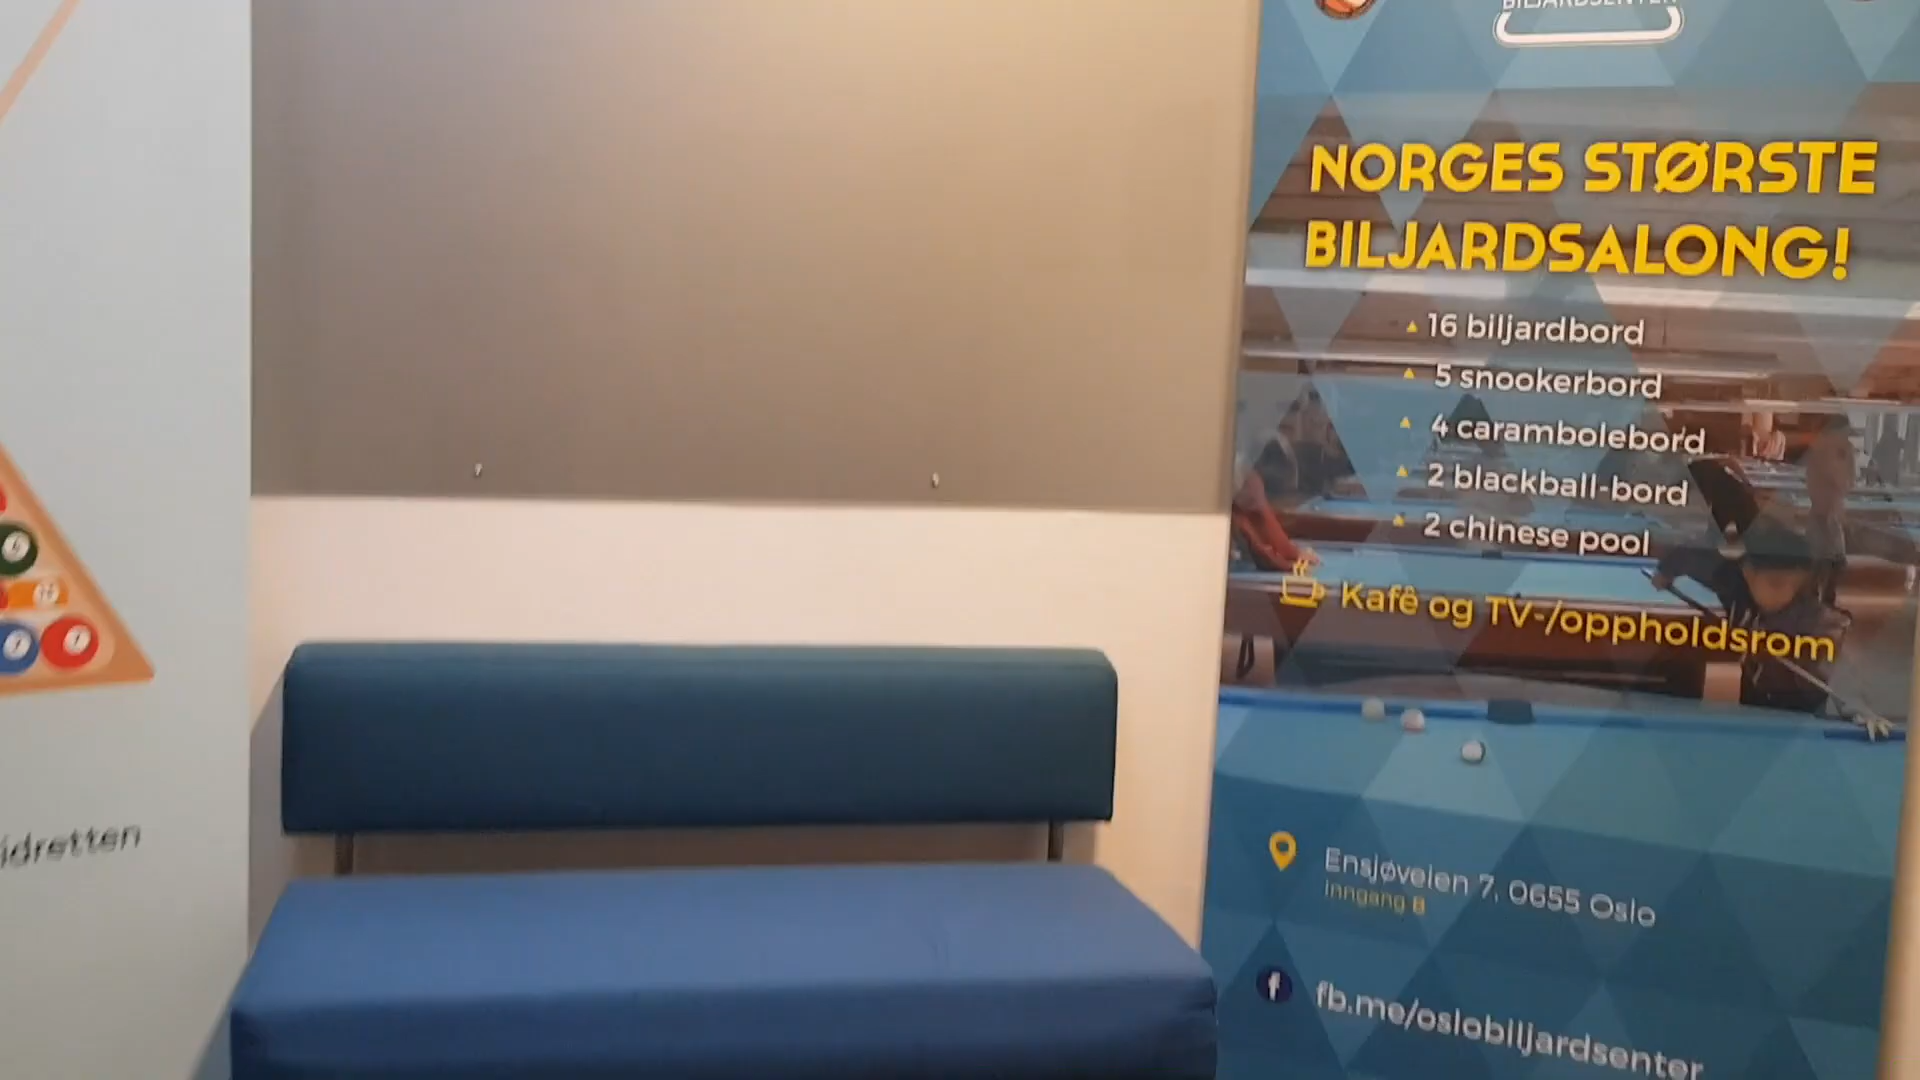 BILJARDSENTER
NORGES STØRSTE
BILJARDSALONG!
16 biljardbord
5 snookerbord
4 carambolebord
2 blackball-bord
2 chinese pool
Kafê og TV-/oppholdsrom
Ensjøveien 7, 0655 Oslo
Inngang B
f
fb.me/oslobiljardsenter
idretten